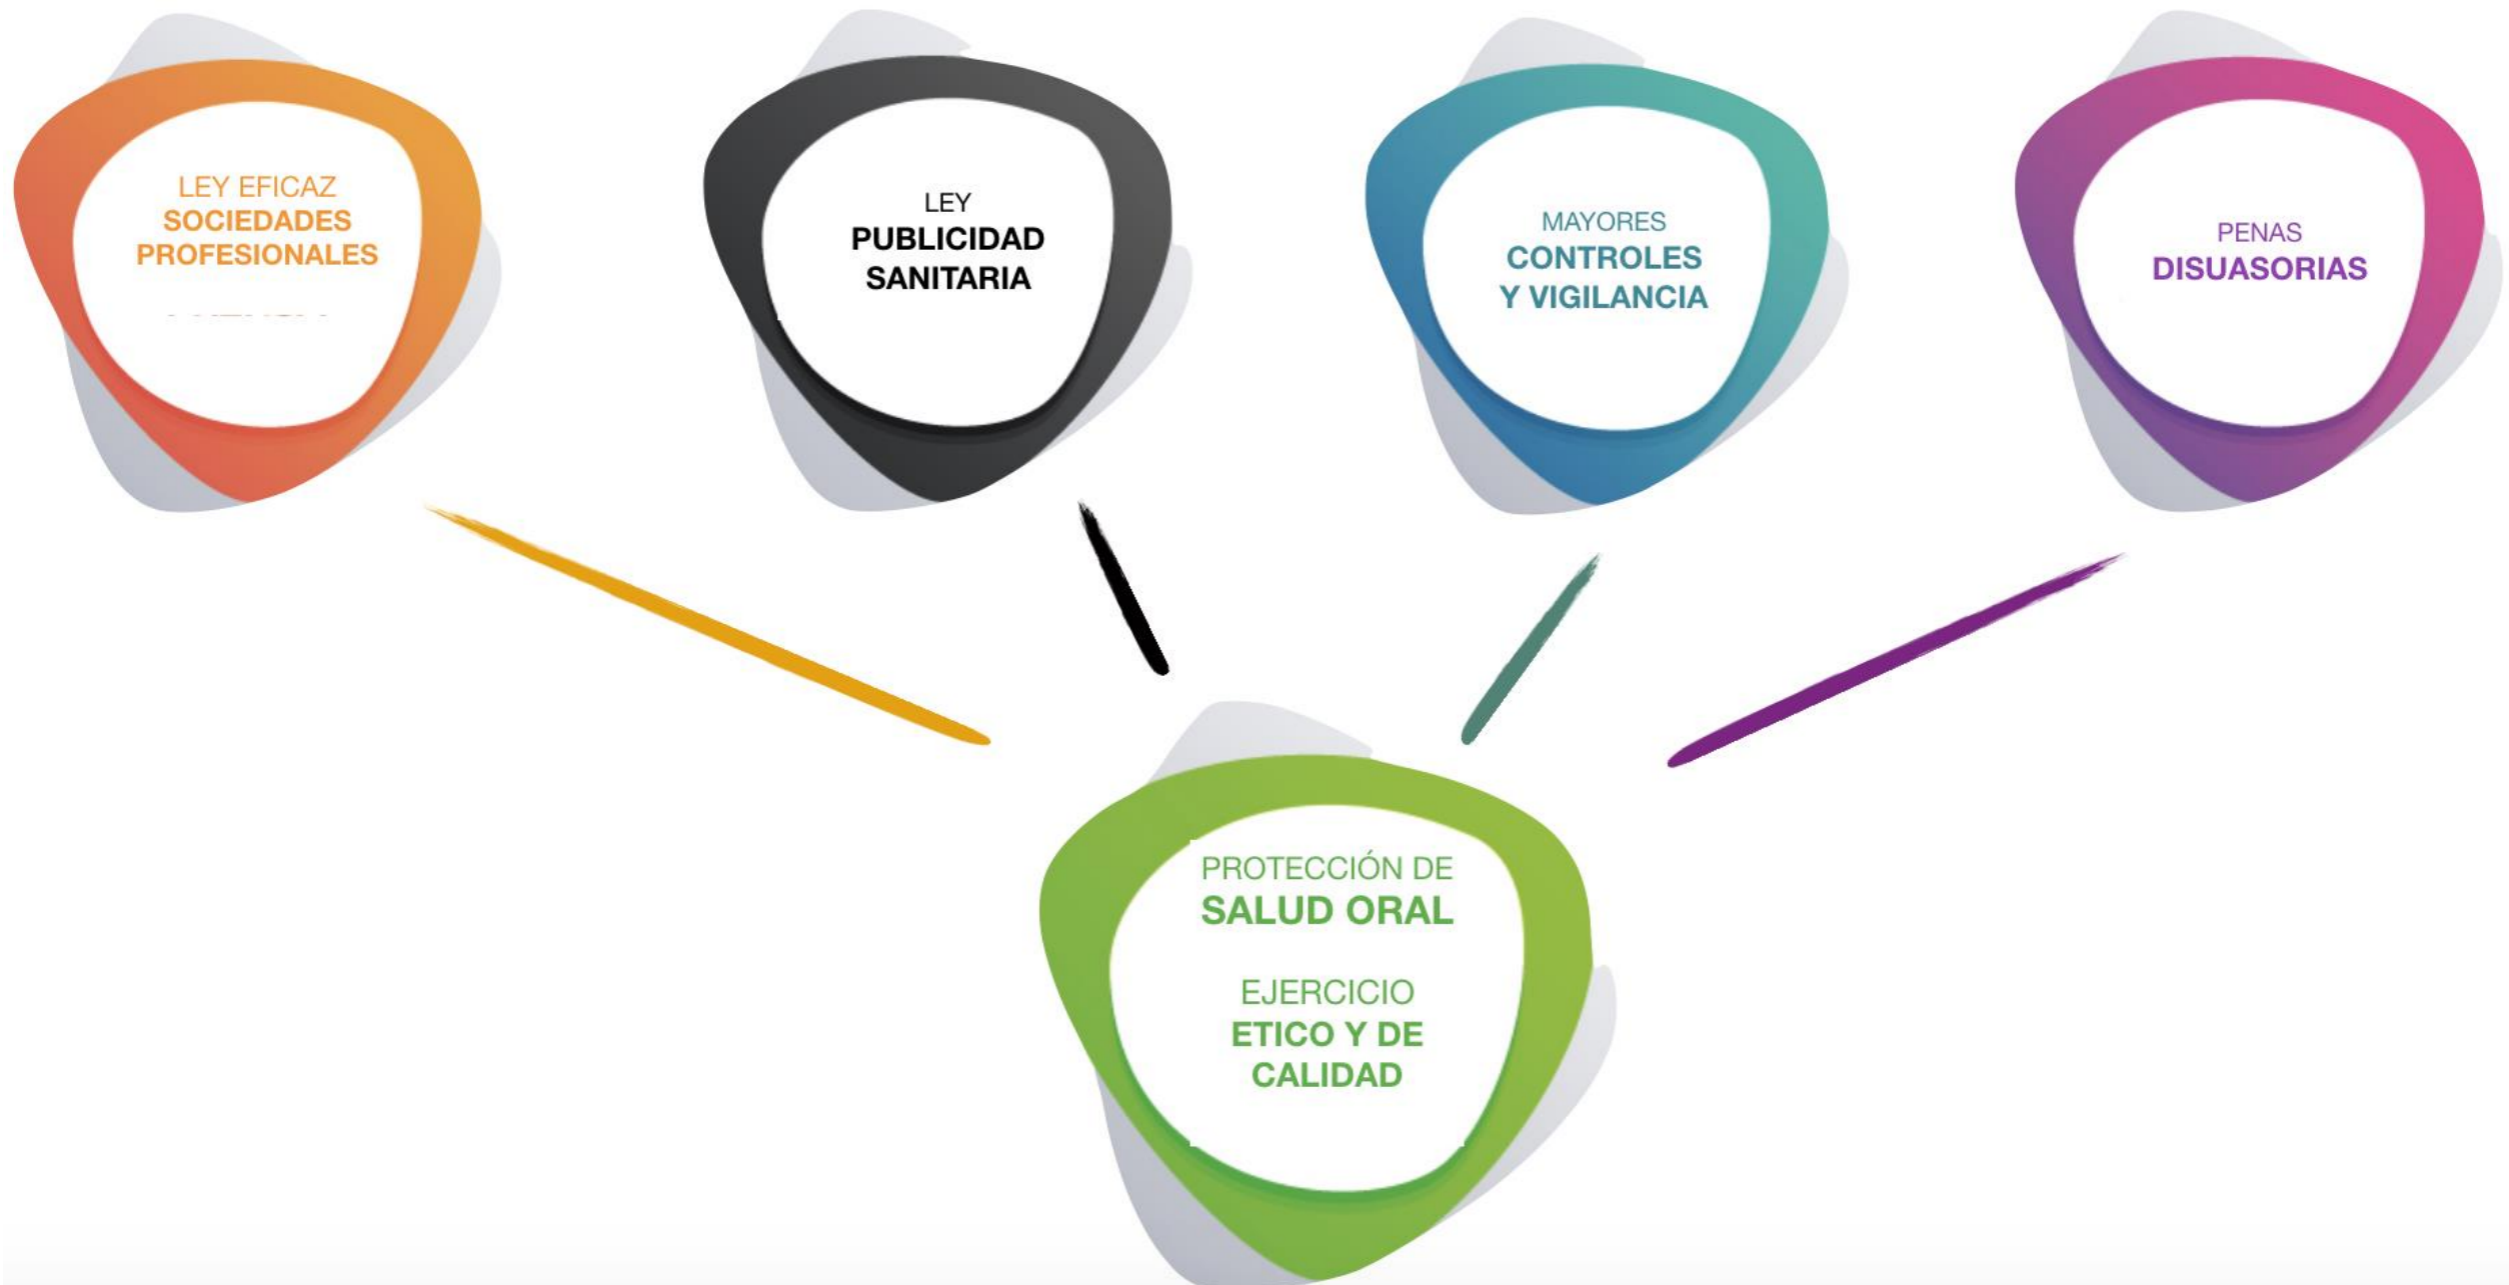 LEY EFICAZ
SOCIEDADES
PROFESIONALES
LEY
PUBLICIDAD
SANITARIA
MAYORES
CONTROLES
Y VIGILANCIA
PENAS
DISUASORIAS
PROTECCIÓN DE
SALUD ORAL
EJERCICIO
ETICO Y DE
CALIDAD